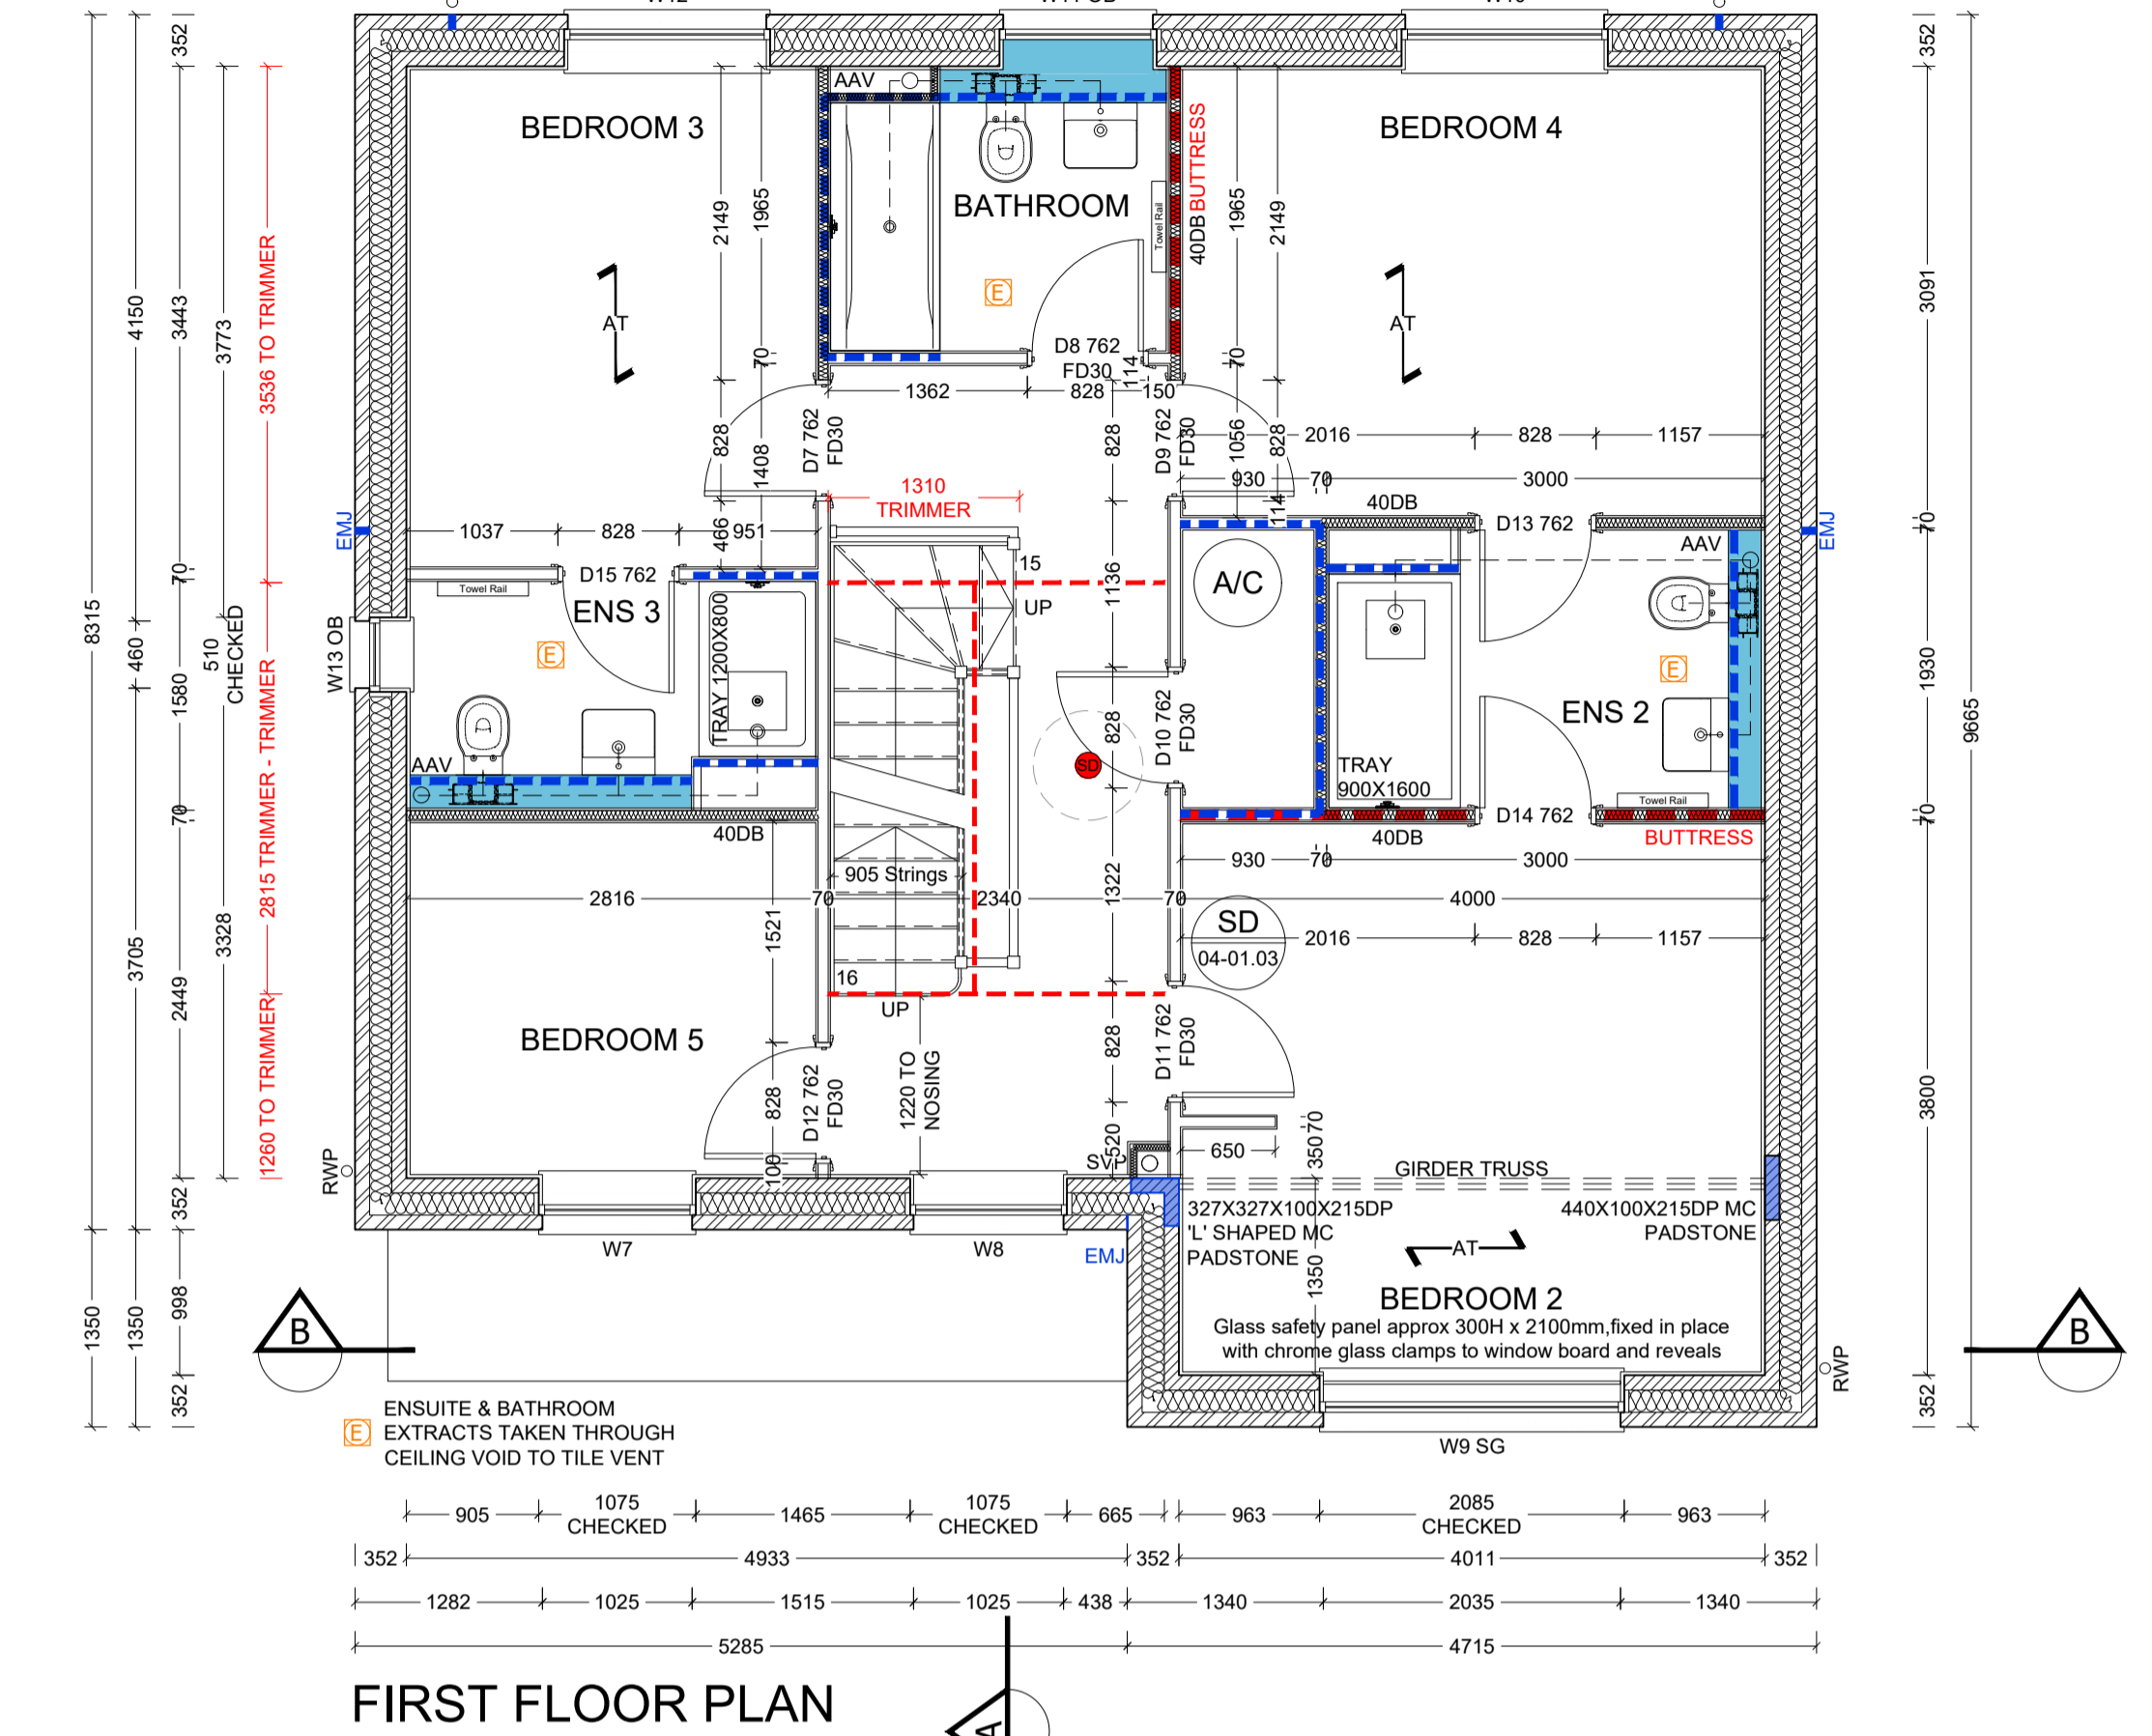 352
8315
1350
4150
460
3705
1350
352
3443
70
1580
70
2449
352
998
352
3773
510
CHECKED
3328
3536 TO TRIMMER
2815 TRIMMER - TRIMMER
1260 TO TRIMMER
BEDROOM 3
AT
2149
1965
70
828
1408
466
1037
828
951
D15 762
EMJ
W13 OB
Towel Rail
ENS 3
E
TRAY 1200X800
AAV
40DB
AAV
BATHROOM
Towel Rail
E
D8 762
FD30
114
1362
828
150
D7 762
FD30
D9 762
FD30
828
40DB
BUTTRESS
BEDROOM 4
AT
1965
2149
70
1056
828
114
2016
828
1157
930
70
3000
40DB
D13 762
1310
TRIMMER
15
UP
1136
828
D10 762
FD30
SD
1322
A/C
AAV
ENS 2
E
TRAY
900X1600
Towel Rail
D14 762
40DB
BUTTRESS
EMJ
930
70
3000
2816
70
905 Strings
2340
70
4000
2016
828
1157
SD
04-01.03
1521
16
UP
BEDROOM 5
828
100
D12 762
FD30
1220 TO
NOSING
828
D11 762
FD30
520
SVP
650
70
350
GIRDER TRUSS
327X327X100X215DP
'L' SHAPED MC
PADSTONE
440X100X215DP MC
PADSTONE
AT
1350
BEDROOM 2
Glass safety panel approx 300H x 2100mm,fixed in place
with chrome glass clamps to window board and reveals
RWP
W7
W8
EMJ
W9 SG
RWP
B
B
352
3091
70
1930
70
3800
352
9665
E
ENSUITE & BATHROOM
EXTRACTS TAKEN THROUGH
CEILING VOID TO TILE VENT
905
1075
CHECKED
1465
1075
CHECKED
665
963
2085
CHECKED
963
352
4933
352
4011
352
1282
1025
1515
1025
438
1340
2035
1340
5285
4715
FIRST FLOOR PLAN
A